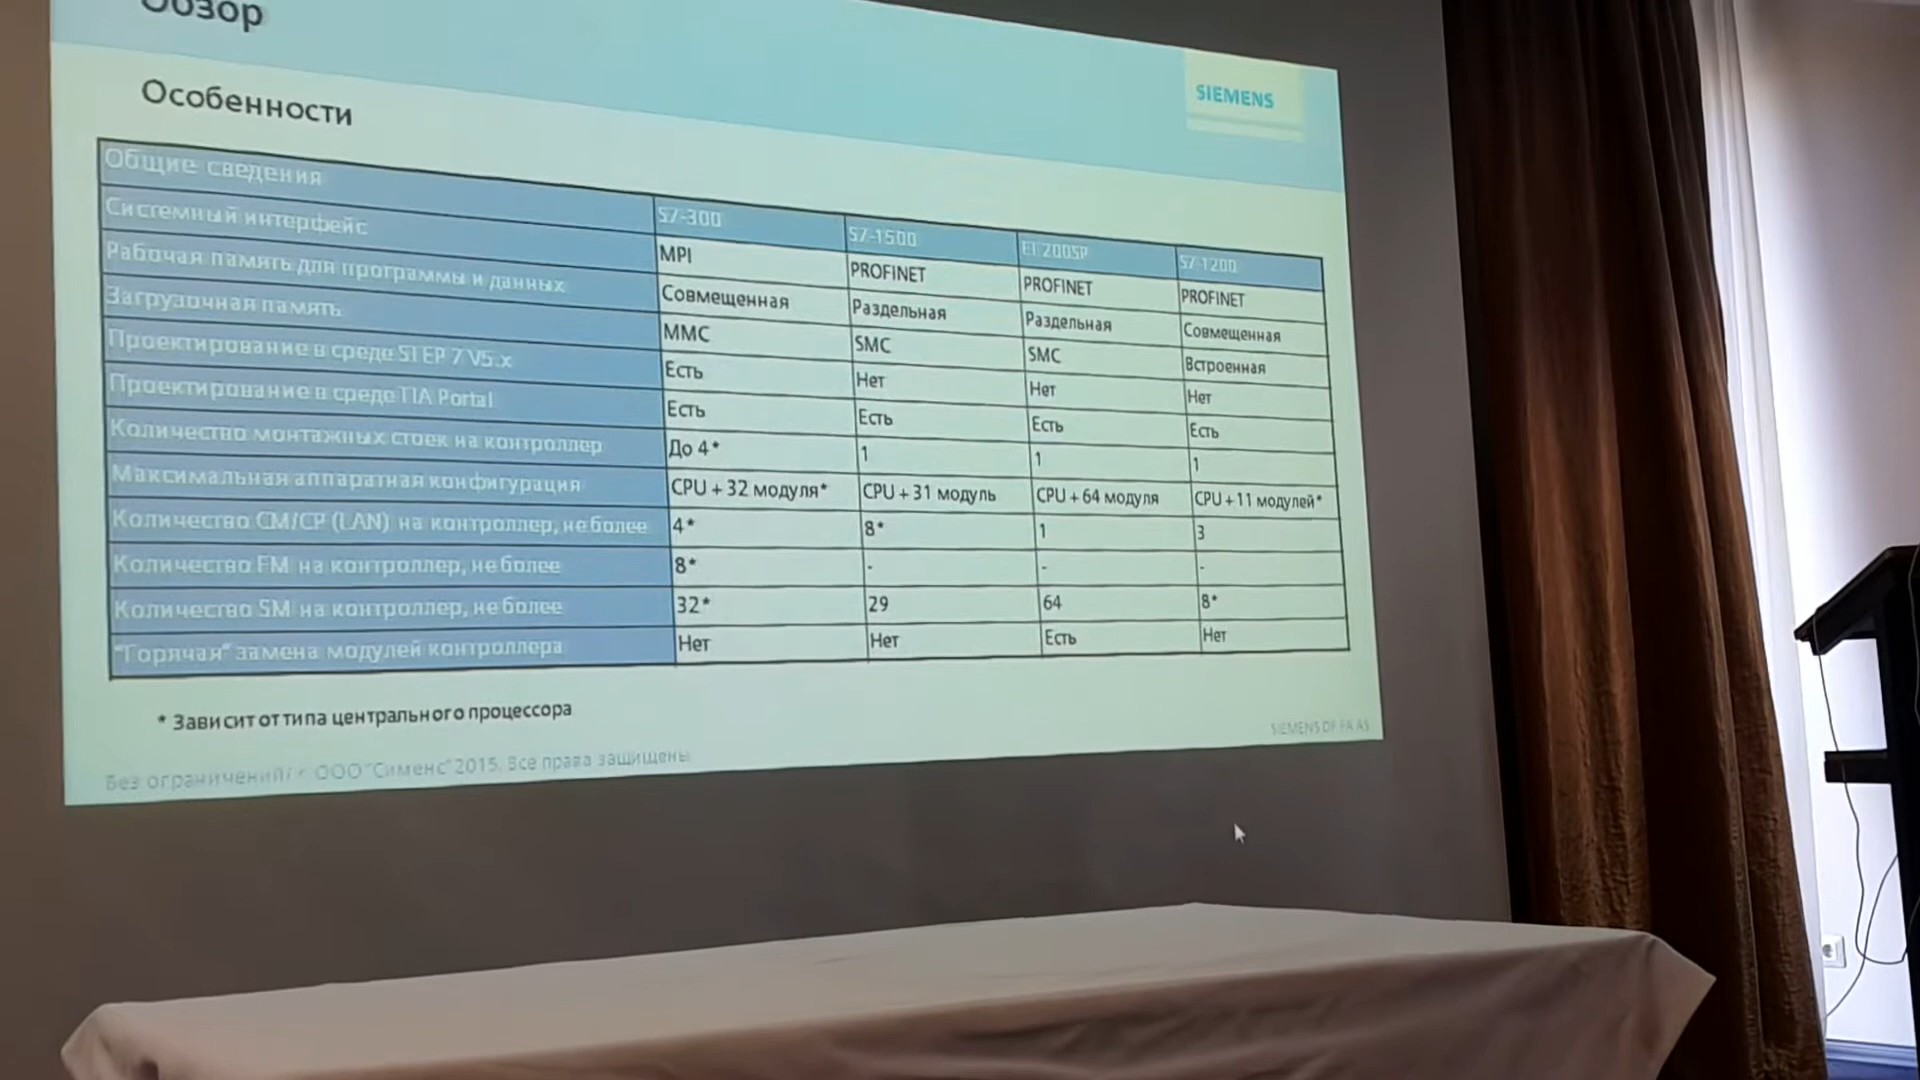 Обзор
SIEMENS
Особенности
Общие сведения S7-300 S7-1500 ET 200SP S7-1200
Системный интерфейс MPI PROFINET PROFINET PROFINET
Рабочая память для программы и данных Совмещенная Раздельная Раздельная Совмещенная
Загрузочная память MMC SMC SMC Встроенная
Проектирование в среде STEP 7 V5.x Есть Нет Нет Нет
Проектирование в среде TIA Portal Есть Есть Есть Есть
Количество монтажных стоек на контроллер До 4* 1 1 1
Максимальная аппаратная конфигурация CPU + 32 модуля* CPU + 31 модуль CPU + 64 модуля CPU + 11 модулей*
Количество CM/CP (LAN) на контроллер, не более 4* 8* 1 3
Количество FM на контроллер, не более 8* - - -
Количество SM на контроллер, не более 32* 29 64 8*
"Горячая" замена модулей контроллера Нет Нет Есть Нет
* Зависит от типа центрального процессора
Без ограничений / © ООО "Сименс" 2015. Все права защищены
SIEMENS DF FA AS